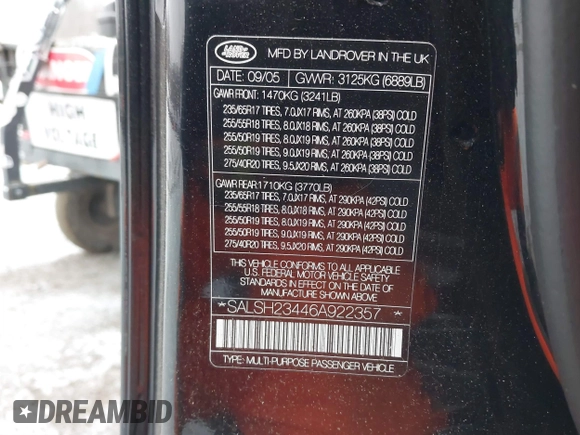 LAND
ROVER
MFD BY LANDROVER IN THE UK
DATE: 09/05 GVWR: 3125KG (6889LB)
GAWR FRONT: 1470KG (3241LB)
235/65R17 TIRES, 7.0JX17 RIMS, AT 260KPA (38PSI) COLD
255/55R18 TIRES, 8.0JX18 RIMS, AT 260KPA (38PSI) COLD
255/50R19 TIRES, 8.0JX19 RIMS, AT 260KPA (38PSI) COLD
255/50R19 TIRES, 9.0JX19 RIMS, AT 260KPA (38PSI) COLD
275/40R20 TIRES, 9.5JX20 RIMS, AT 260KPA (38PSI) COLD
GAWR REAR:1710KG (3770LB)
235/65R17 TIRES, 7.0JX17 RIMS, AT 290KPA (42PSI) COLD
255/55R18 TIRES, 8.0JX18 RIMS, AT 290KPA (42PSI) COLD
255/50R19 TIRES, 8.0JX19 RIMS, AT 290KPA (42PSI) COLD
255/50R19 TIRES, 9.0JX19 RIMS, AT 290KPA (42PSI) COLD
275/40R20 TIRES, 9.5JX20 RIMS, AT 290KPA (42PSI) COLD
THIS VEHICLE CONFORMS TO ALL APPLICABLE
U.S. FEDERAL MOTOR VEHICLE SAFETY
STANDARDS IN EFFECT ON THE DATE OF
MANUFACTURE SHOWN ABOVE
*SALSH23446A922357*
TYPE: MULTI-PURPOSE PASSENGER VEHICLE
HIGH
VOLTAGE
DREAMBID